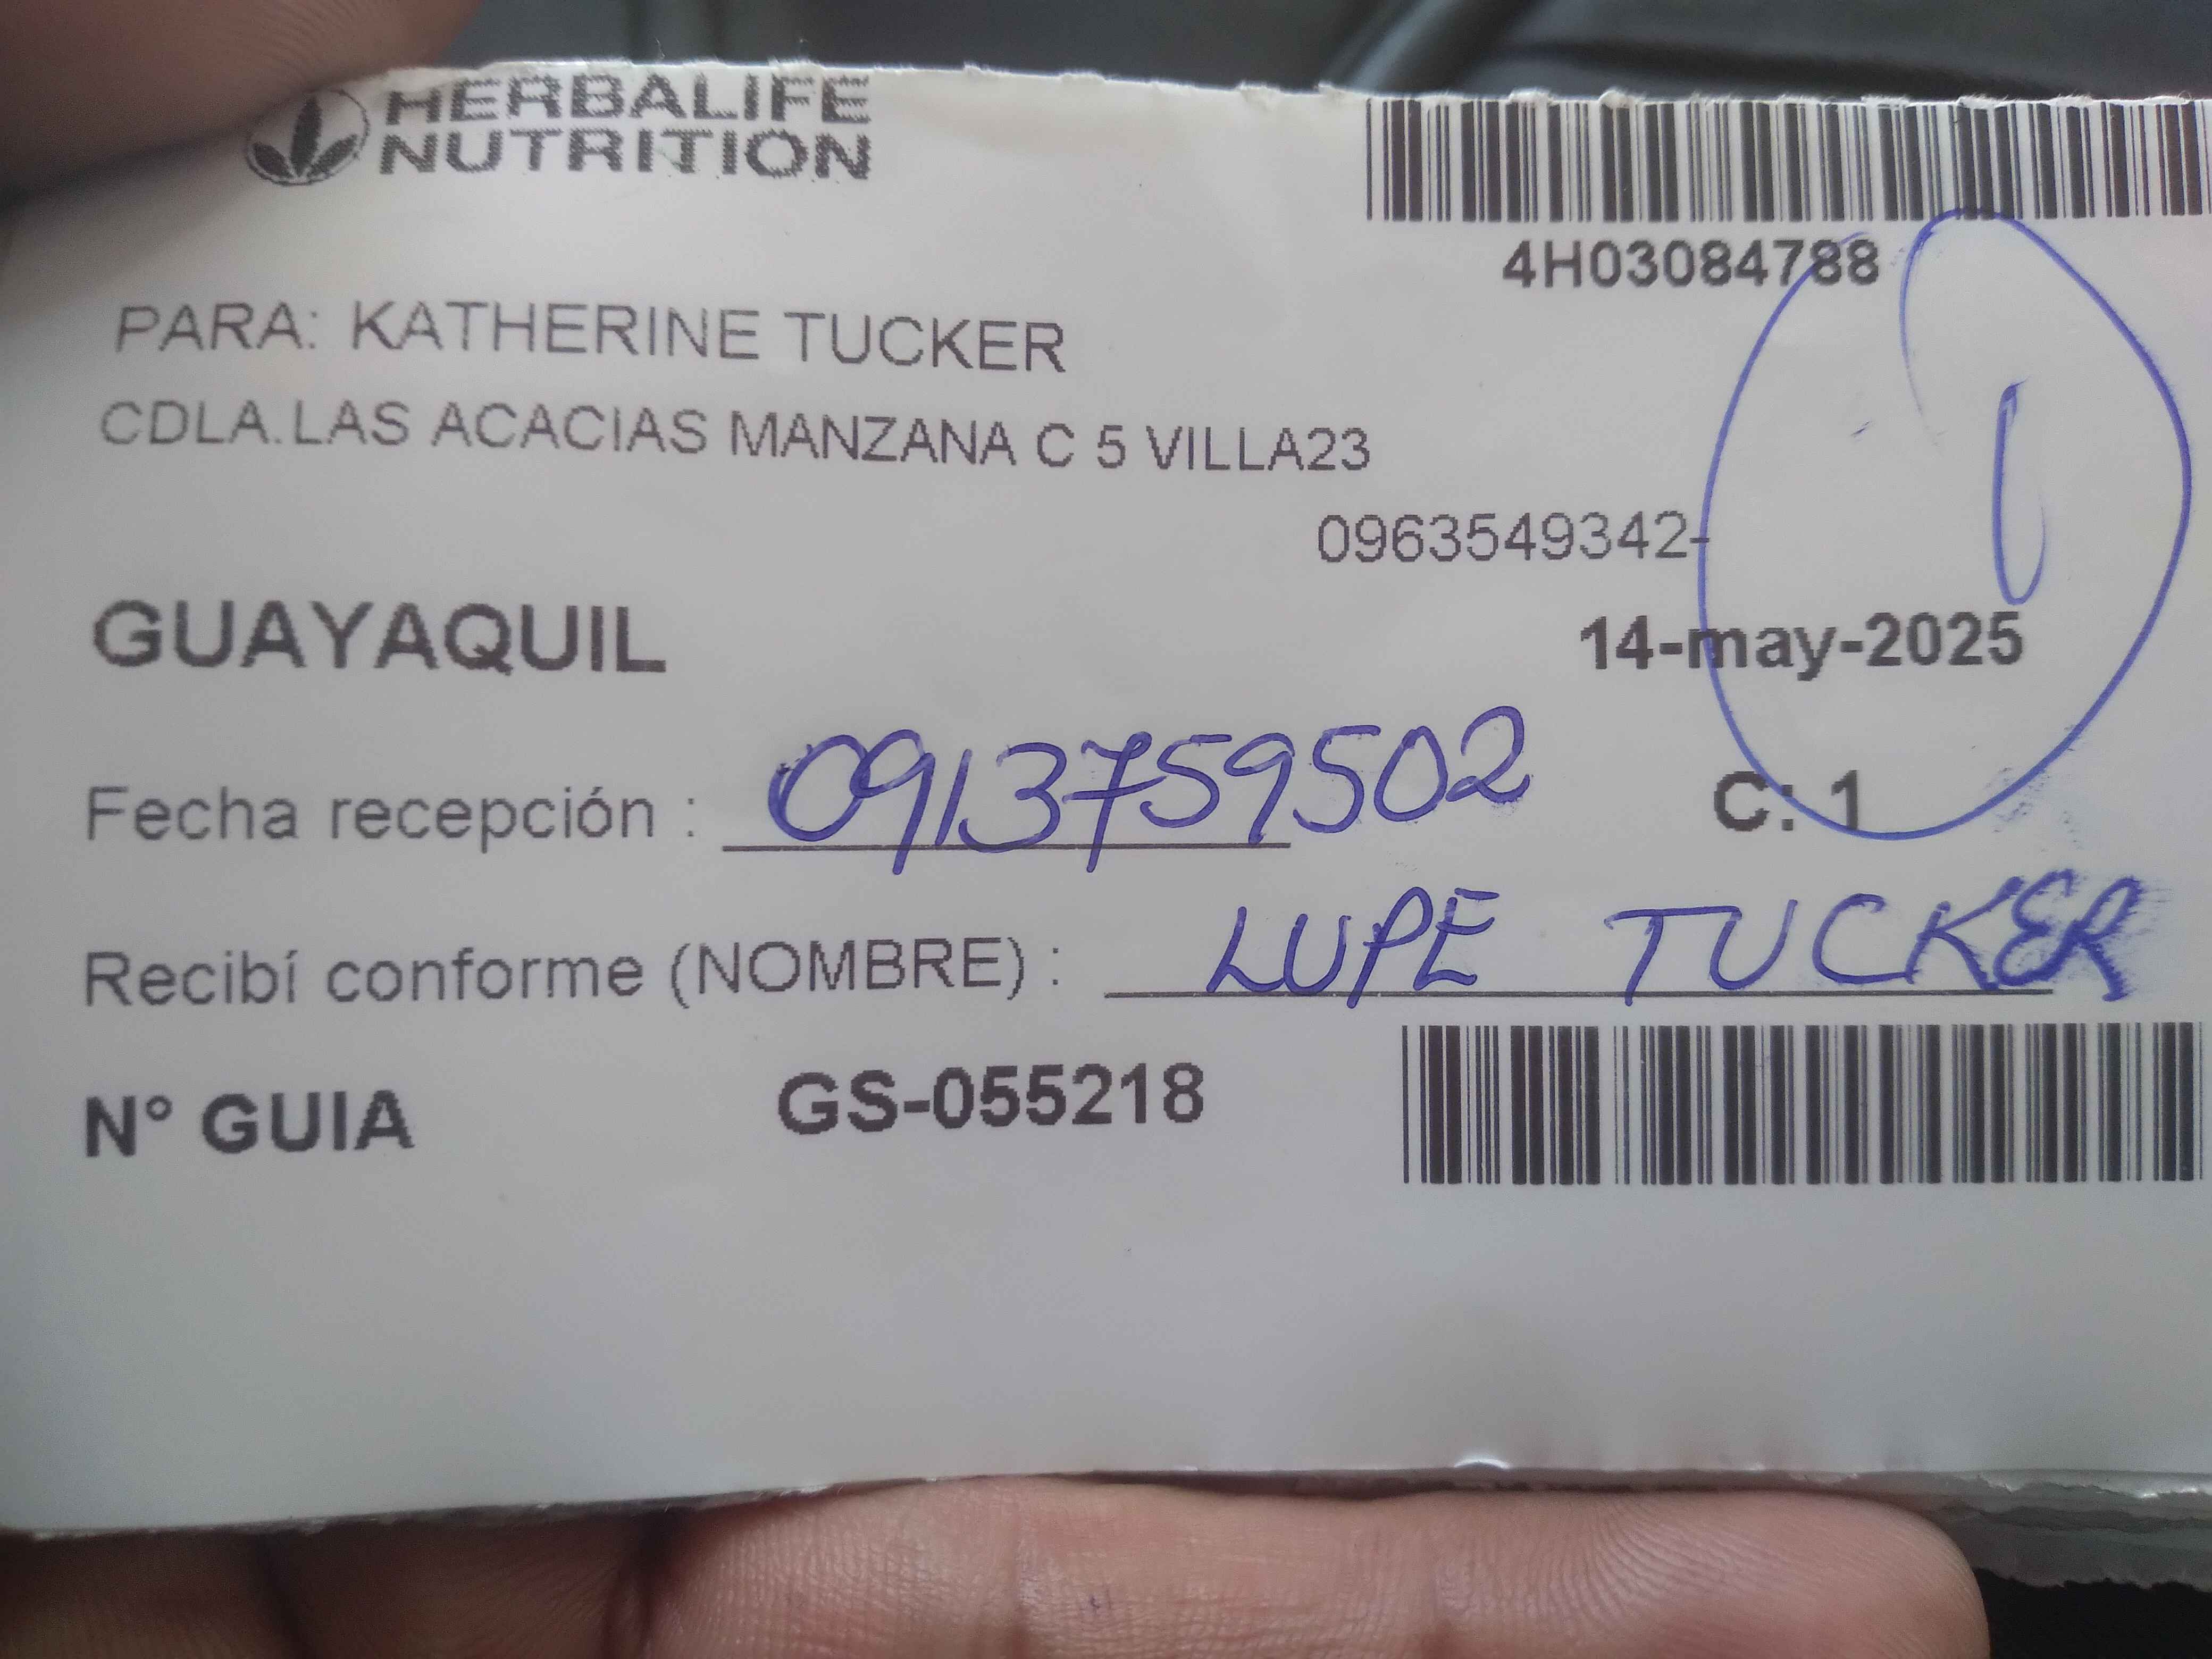 HERBALIFE
NUTRITION
4H03084788
PARA: KATHERINE TUCKER
CDLA.LAS ACACIAS MANZANA C 5 VILLA23
0963549342-
GUAYAQUIL
14-may-2025
Fecha recepción : 0913759502
C: 1
Recibí conforme (NOMBRE) : LUPE TUCKER
N° GUIA GS-055218